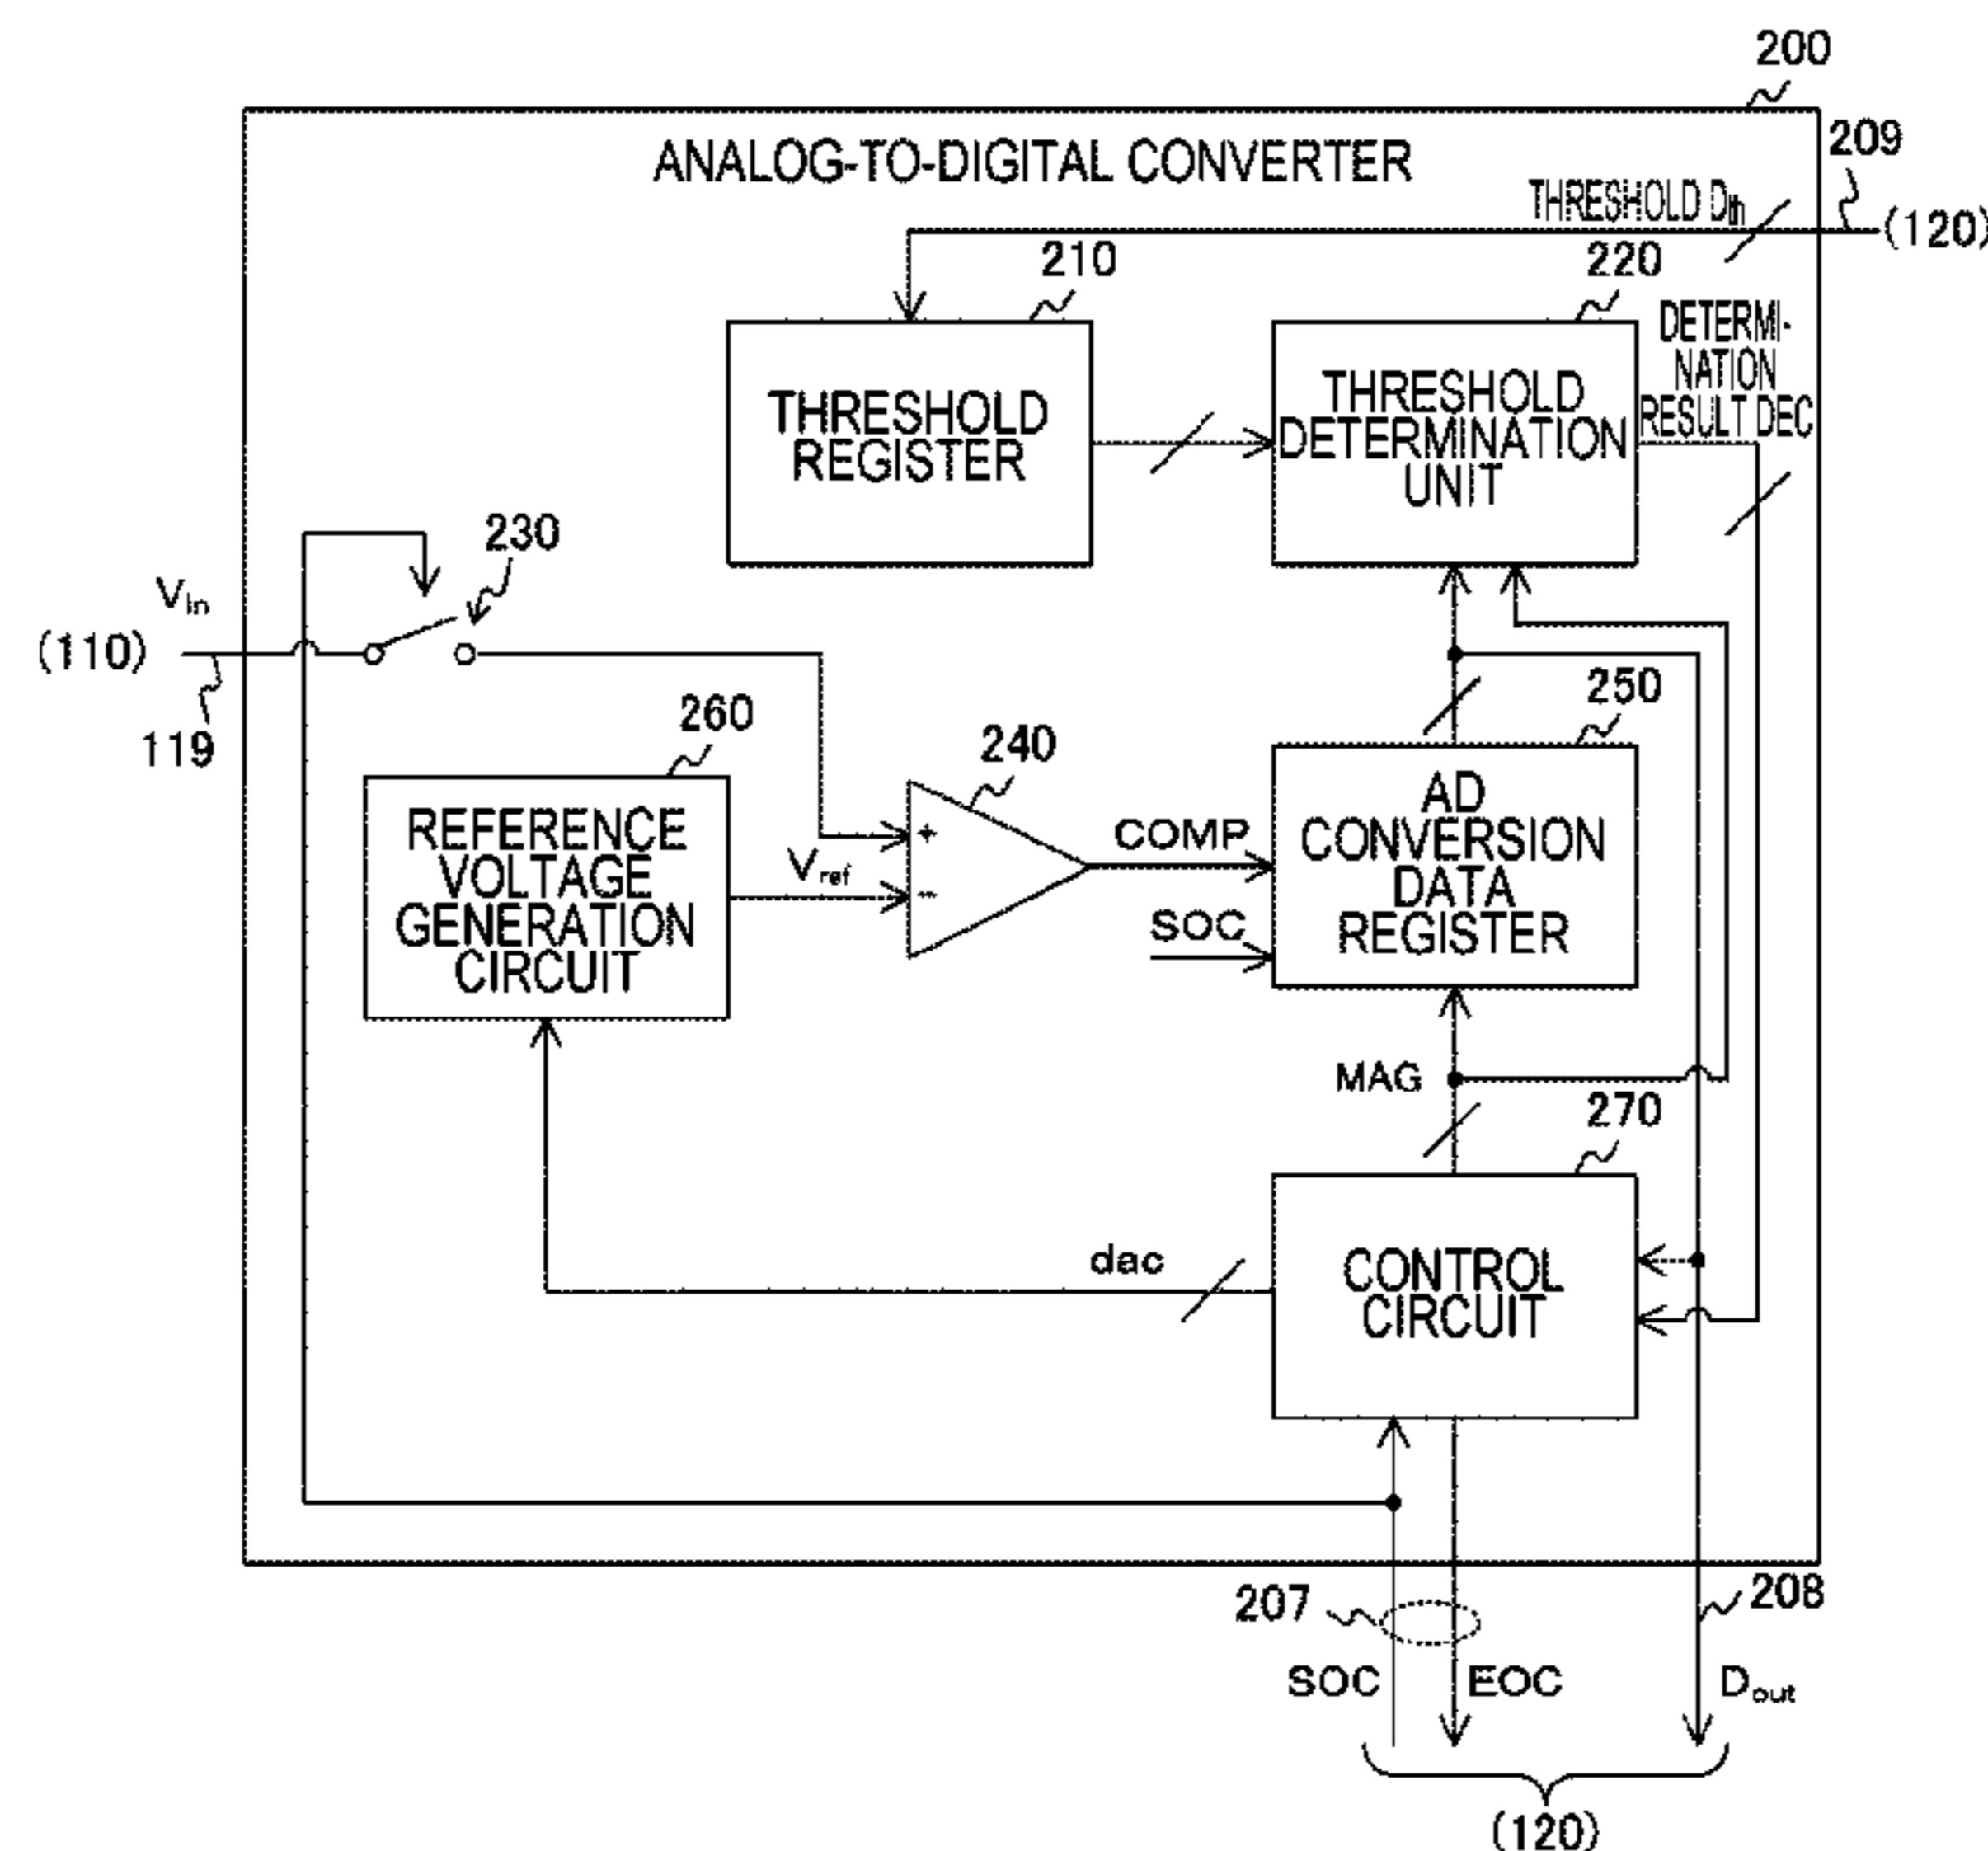 200
ANALOG-TO-DIGITAL CONVERTER
209
THRESHOLD Dth
(120)
210
220
THRESHOLD
REGISTER
THRESHOLD
DETERMINATION
UNIT
DETERMI-
NATION
RESULT DEC
230
Vin
(110)
119
260
240
250
REFERENCE
VOLTAGE
GENERATION
CIRCUIT
Vref
+
−
COMP
SOC
AD
CONVERSION
DATA
REGISTER
MAG
270
dac
CONTROL
CIRCUIT
207
208
SOC
EOC
Dout
(120)